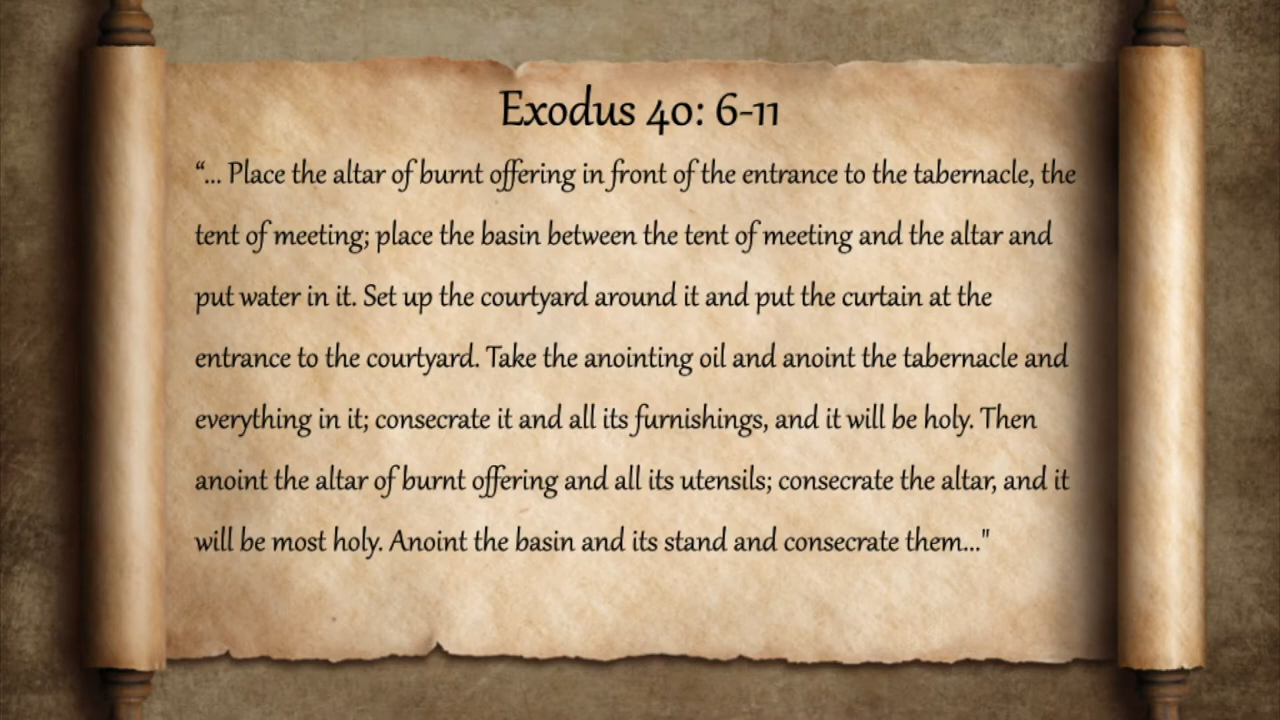 Exodus 40: 6-11
“... Place the altar of burnt offering in front of the entrance to the tabernacle, the
tent of meeting; place the basin between the tent of meeting and the altar and
put water in it. Set up the courtyard around it and put the curtain at the
entrance to the courtyard. Take the anointing oil and anoint the tabernacle and
everything in it; consecrate it and all its furnishings, and it will be holy. Then
anoint the altar of burnt offering and all its utensils; consecrate the altar, and it
will be most holy. Anoint the basin and its stand and consecrate them..."